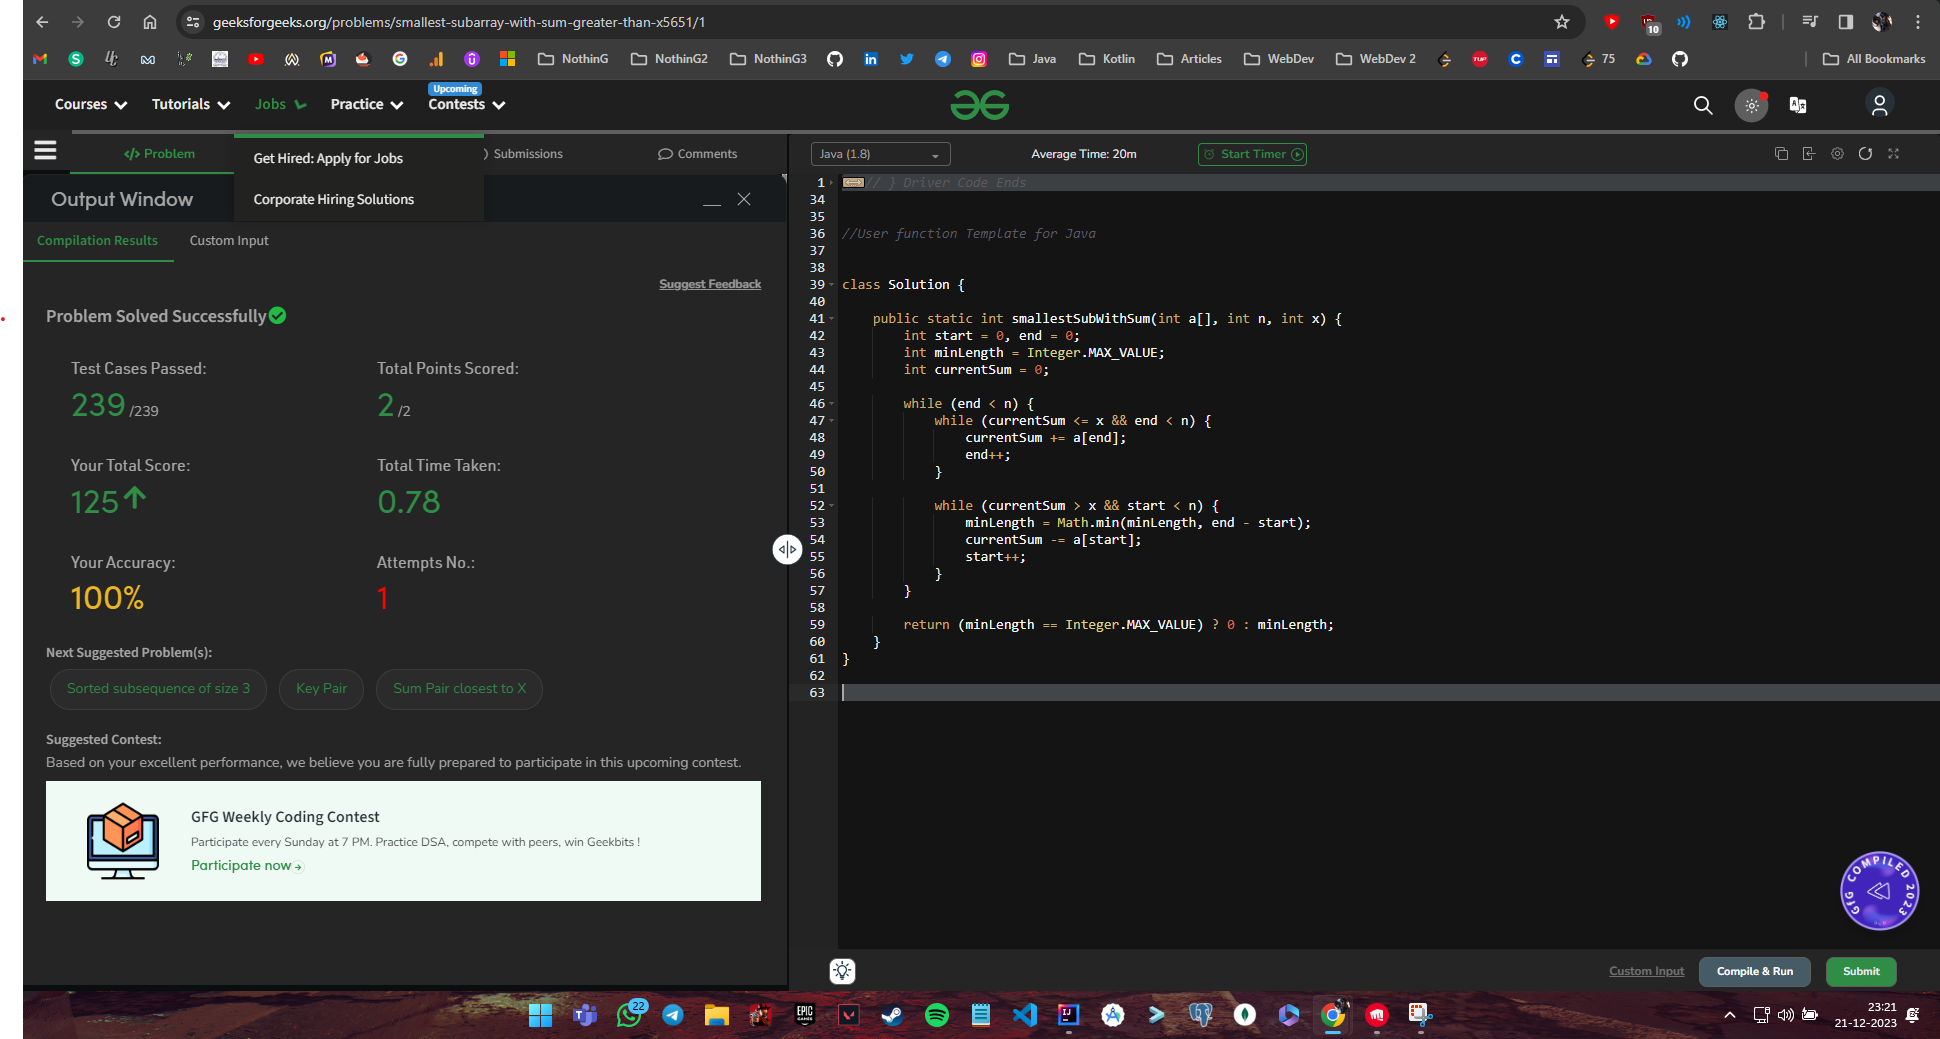 geeksforgeeks.org/problems/smallest-subarray-with-sum-greater-than-x5651/1
10
NothinG
NothinG2
NothinG3
Java
Kotlin
Articles
WebDev
WebDev 2
75
All Bookmarks
Upcoming
Courses
Tutorials
Jobs
Practice
Contests
</> Problem
Get Hired: Apply for Jobs
Corporate Hiring Solutions
Submissions
Comments
Java (1.8)
Average Time: 20m
Start Timer
Output Window
Compilation Results
Custom Input
Suggest Feedback
Problem Solved Successfully
Test Cases Passed:
239 /239
Total Points Scored:
2 /2
Your Total Score:
125
Total Time Taken:
0.78
Your Accuracy:
100%
Attempts No.:
1
Next Suggested Problem(s):
Sorted subsequence of size 3
Key Pair
Sum Pair closest to X
Suggested Contest:
Based on your excellent performance, we believe you are fully prepared to participate in this upcoming contest.
GFG Weekly Coding Contest
Participate every Sunday at 7 PM. Practice DSA, compete with peers, win Geekbits !
Participate now
1 // } Driver Code Ends
34
35
36 //User function Template for Java
37
38
39 class Solution {
40
41 public static int smallestSubWithSum(int a[], int n, int x) {
42 int start = 0, end = 0;
43 int minLength = Integer.MAX_VALUE;
44 int currentSum = 0;
45
46 while (end < n) {
47 while (currentSum <= x && end < n) {
48 currentSum += a[end];
49 end++;
50 }
51
52 while (currentSum > x && start < n) {
53 minLength = Math.min(minLength, end - start);
54 currentSum -= a[start];
55 start++;
56 }
57 }
58
59 return (minLength == Integer.MAX_VALUE) ? 0 : minLength;
60 }
61 }
62
63
GfG COMPILED 2023
Custom Input
Compile & Run
Submit
22
EPIC GAMES
23:21
21-12-2023